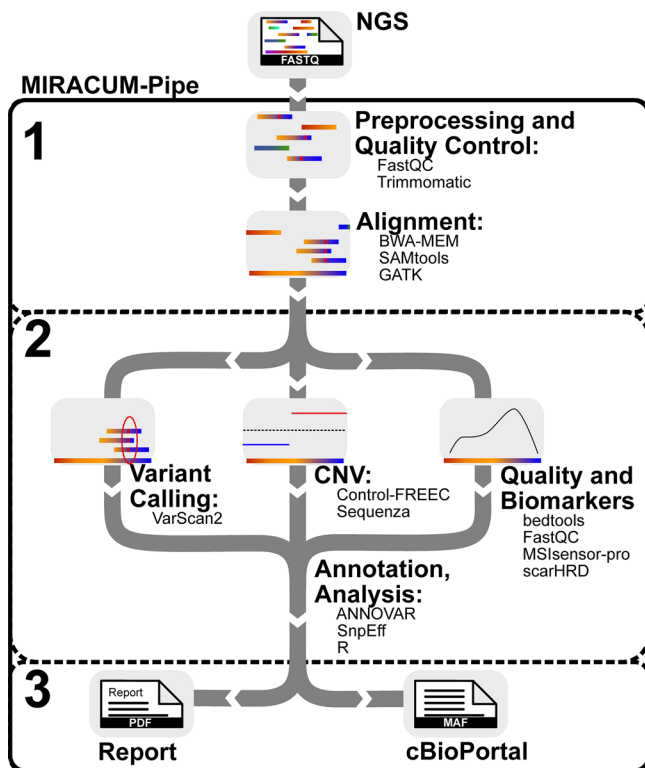 NGS
FASTQ
MIRACUM-Pipe
1
Preprocessing and
Quality Control:
FastQC
Trimmomatic
Alignment:
BWA-MEM
SAMtools
GATK
2
Variant
Calling:
VarScan2
CNV:
Control-FREEC
Sequenza
Quality and
Biomarkers
bedtools
FastQC
MSIsensor-pro
scarHRD
Annotation,
Analysis:
ANNOVAR
SnpEff
R
3
Report
PDF
Report
MAF
cBioPortal